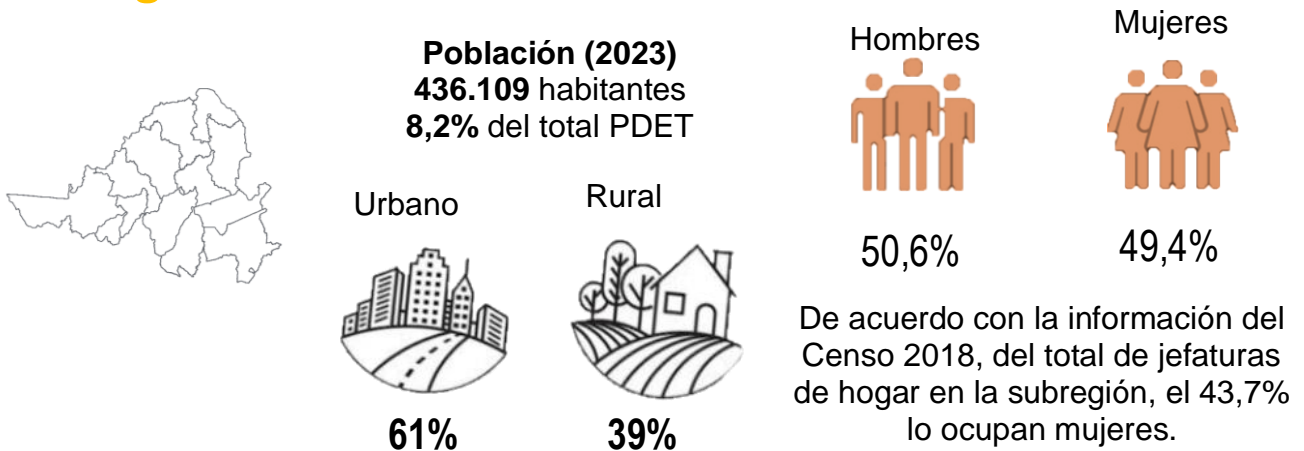 Población (2023)
436.109 habitantes
8,2% del total PDET
Urbano
Rural
61%
39%
Hombres
Mujeres
50,6%
49,4%
De acuerdo con la información del
Censo 2018, del total de jefaturas
de hogar en la subregión, el 43,7%
lo ocupan mujeres.